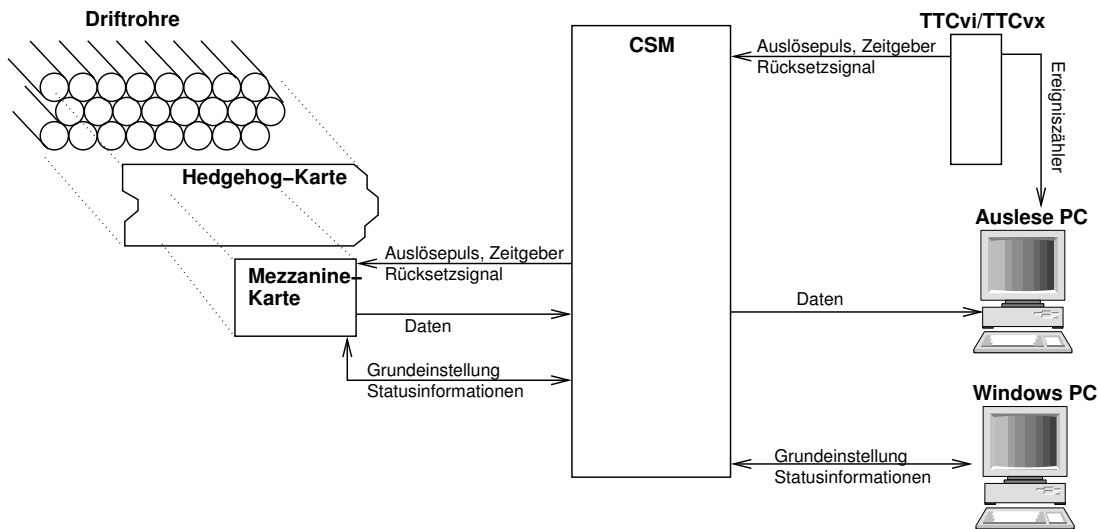 Driftrohre
CSM
TTCvi/TTCvx
Auslösepuls, Zeitgeber
Rücksetzsignal
Ereigniszähler
Hedgehog−Karte
Auslese PC
Auslösepuls, Zeitgeber
Rücksetzsignal
Mezzanine−
Karte
Daten
Daten
Grundeinstellung
Statusinformationen
Windows PC
Grundeinstellung
Statusinformationen